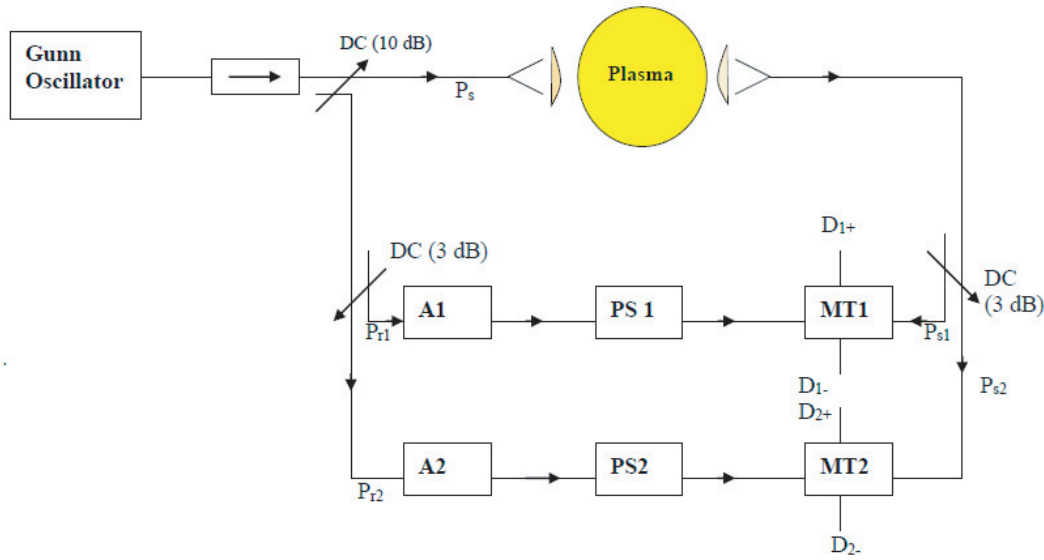 Gunn
Oscillator
DC (10 dB)
Pₛ
Plasma
D₁₊
DC (3 dB)
DC
(3 dB)
A1
PS 1
MT1
Pᵣ₁
Pₛ₁
D₁₋
D₂₊
Pₛ₂
A2
PS2
MT2
Pᵣ₂
D₂₋